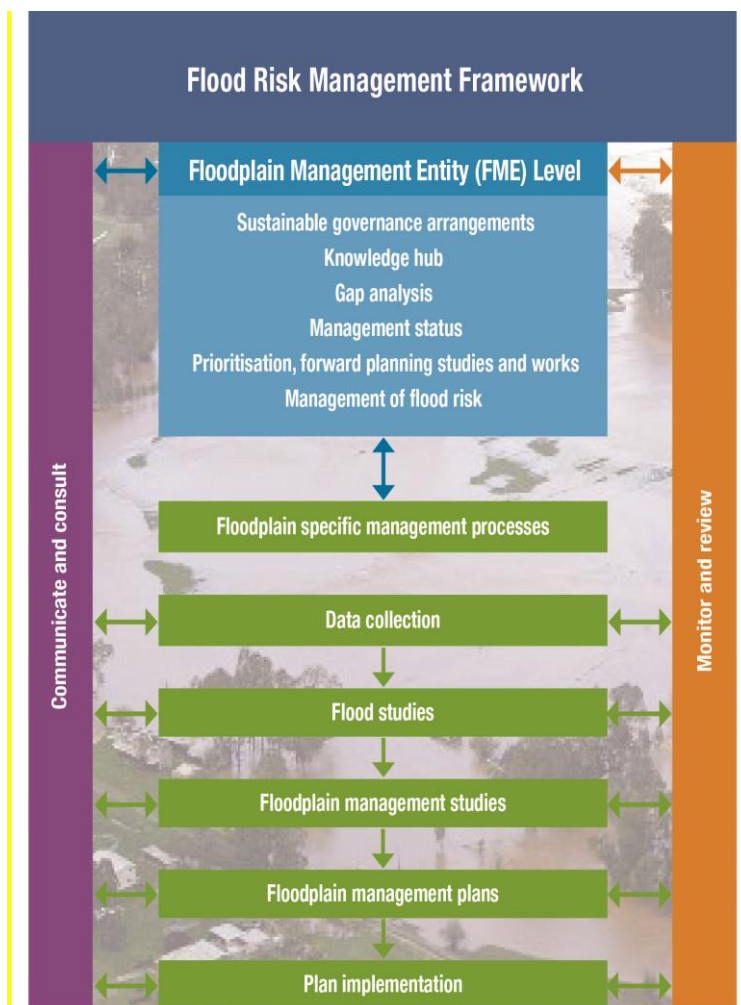 Flood Risk Management Framework
Floodplain Management Entity (FME) Level
Sustainable governance arrangements
Knowledge hub
Gap analysis
Management status
Prioritisation, forward planning studies and works
Management of flood risk
Communicate and consult
Monitor and review
Floodplain specific management processes
Data collection
Flood studies
Floodplain management studies
Floodplain management plans
Plan implementation